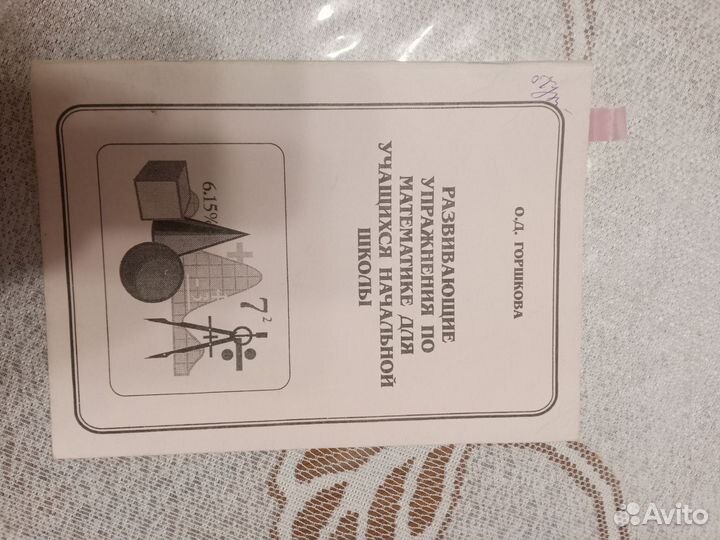 О.Д. ГОРШКОВА
РАЗВИВАЮЩИЕ
УПРАЖНЕНИЯ ПО
МАТЕМАТИКЕ ДЛЯ
УЧАЩИХСЯ НАЧАЛЬНОЙ
ШКОЛЫ
6.15%
7²
Avito